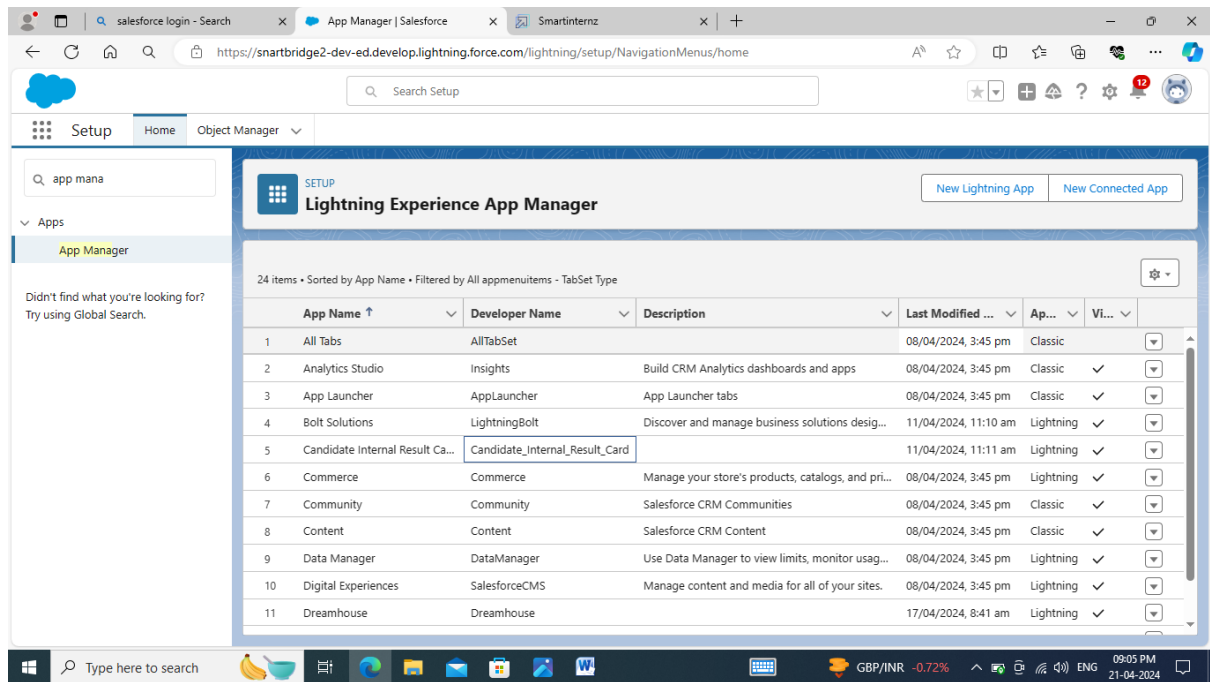 salesforce login - Search
App Manager | Salesforce
Smartinternz
https://snartbridge2-dev-ed.develop.lightning.force.com/lightning/setup/NavigationMenus/home
Search Setup
12
Setup Home Object Manager
app mana
Apps
App Manager
Didn't find what you're looking for?
Try using Global Search.
SETUP
Lightning Experience App Manager
New Lightning App New Connected App
24 items • Sorted by App Name • Filtered by All appmenuitems - TabSet Type
App Name ↑ Developer Name Description Last Modified ... Ap... Vi...
1 All Tabs AllTabSet 08/04/2024, 3:45 pm Classic
2 Analytics Studio Insights Build CRM Analytics dashboards and apps 08/04/2024, 3:45 pm Classic
3 App Launcher AppLauncher App Launcher tabs 08/04/2024, 3:45 pm Classic
4 Bolt Solutions LightningBolt Discover and manage business solutions desig... 11/04/2024, 11:10 am Lightning
5 Candidate Internal Result Ca... Candidate_Internal_Result_Card 11/04/2024, 11:11 am Lightning
6 Commerce Commerce Manage your store's products, catalogs, and pri... 08/04/2024, 3:45 pm Lightning
7 Community Community Salesforce CRM Communities 08/04/2024, 3:45 pm Classic
8 Content Content Salesforce CRM Content 08/04/2024, 3:45 pm Classic
9 Data Manager DataManager Use Data Manager to view limits, monitor usag... 08/04/2024, 3:45 pm Lightning
10 Digital Experiences SalesforceCMS Manage content and media for all of your sites. 08/04/2024, 3:45 pm Lightning
11 Dreamhouse Dreamhouse 17/04/2024, 8:41 am Lightning
Type here to search
GBP/INR -0.72%
ENG
09:05 PM
21-04-2024